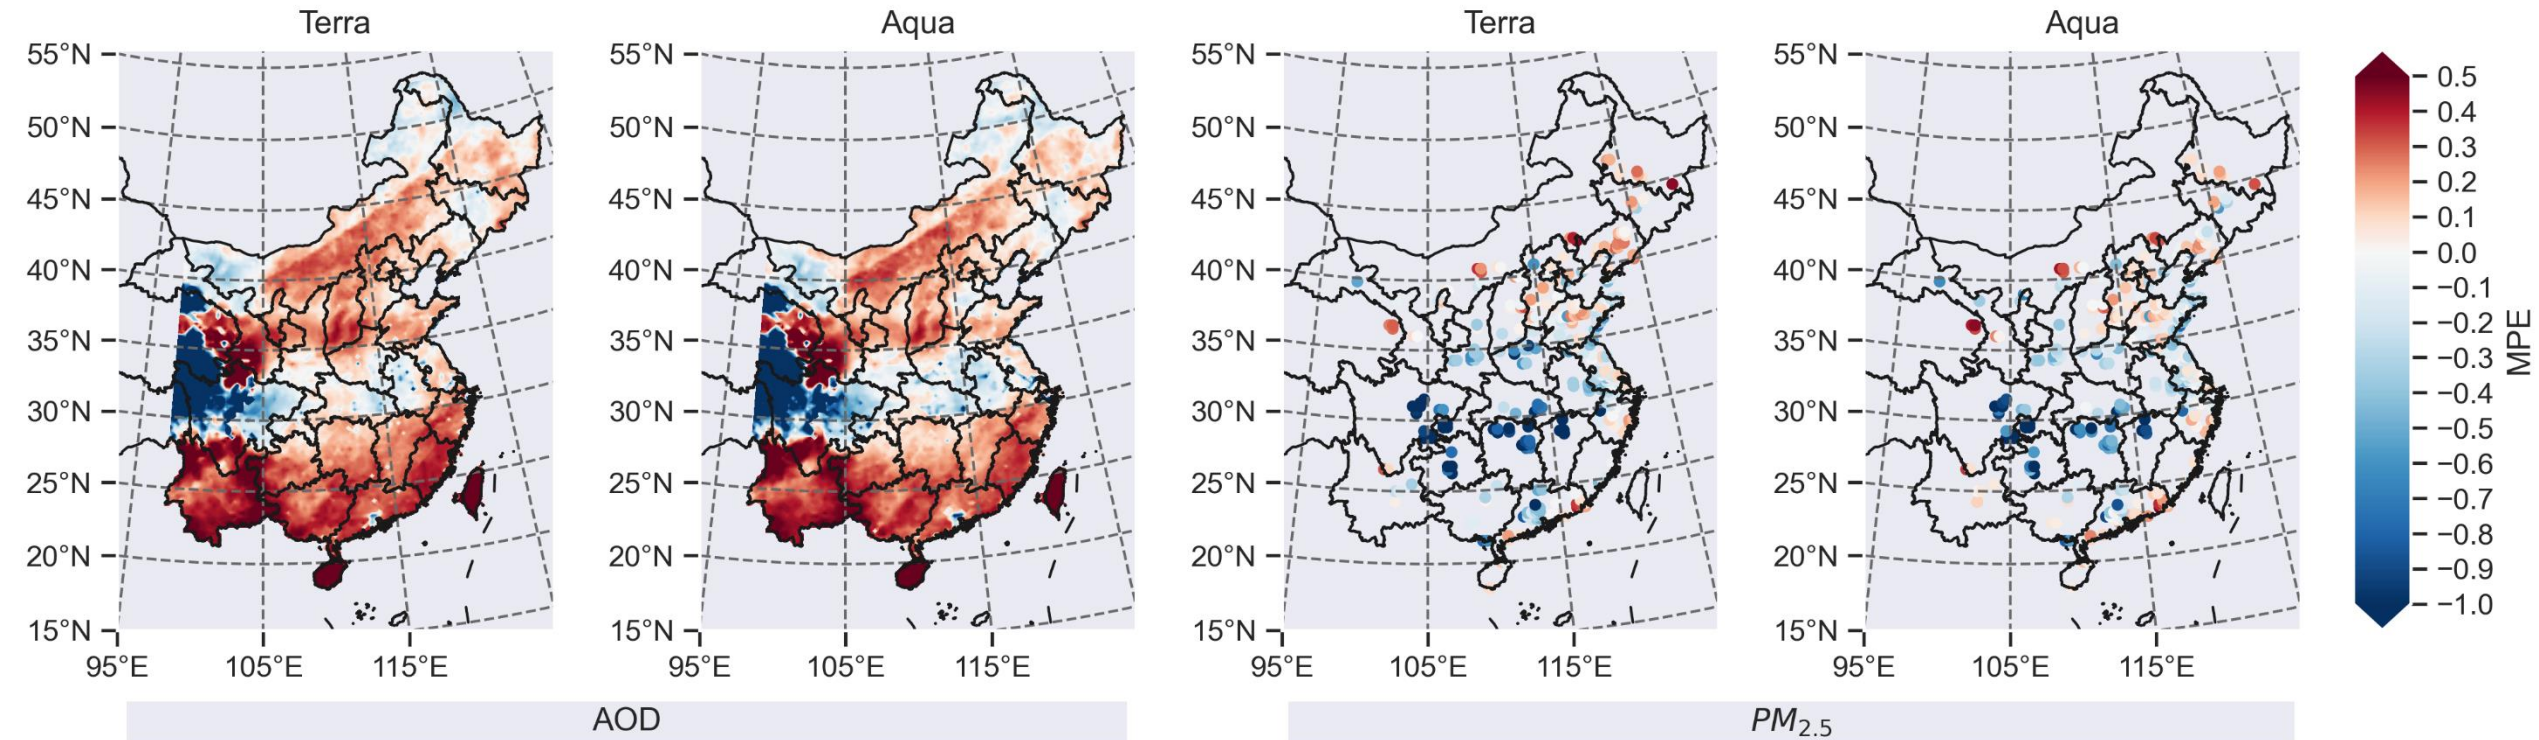 Terra
Aqua
Terra
Aqua
55°N
50°N
45°N
40°N
35°N
30°N
25°N
20°N
15°N
95°E 105°E 115°E
55°N
50°N
45°N
40°N
35°N
30°N
25°N
20°N
15°N
95°E 105°E 115°E
55°N
50°N
45°N
40°N
35°N
30°N
25°N
20°N
15°N
95°E 105°E 115°E
55°N
50°N
45°N
40°N
35°N
30°N
25°N
20°N
15°N
95°E 105°E 115°E
0.5
0.4
0.3
0.2
0.1
0.0
−0.1
−0.2
−0.3
−0.4
−0.5
−0.6
−0.7
−0.8
−0.9
−1.0
MPE
AOD
PM2.5